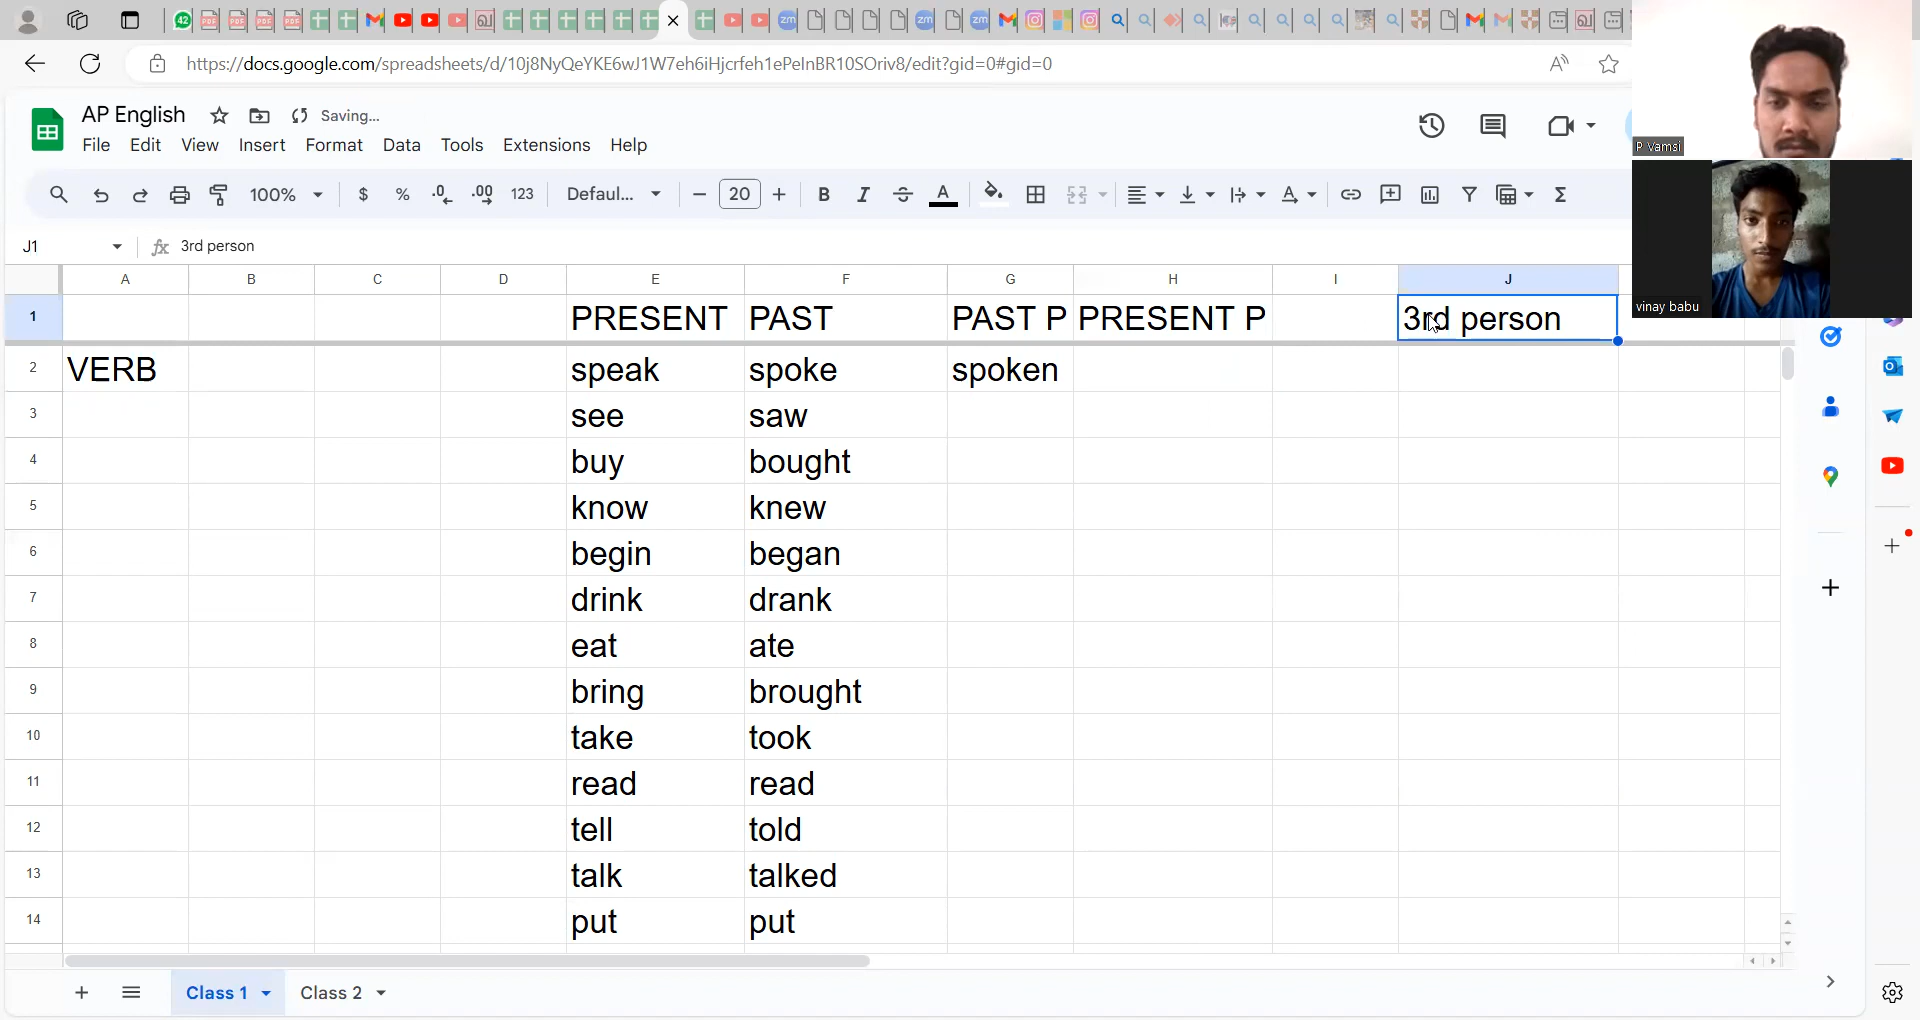 https://docs.google.com/spreadsheets/d/10j8NyQeYKE6wJ1W7eh6iHjcrfeh1ePeInBR10SOriv8/edit?gid=0#gid=0
AP English
Saving...
File Edit View Insert Format Data Tools Extensions Help
100% $ % .0 .00 123 Defaul... 20 B I A Σ
J1 fx 3rd person
A B C D E F G H I J
1 PRESENT PAST PAST P PRESENT P 3rd person
2 VERB speak spoke spoken
3 see saw
4 buy bought
5 know knew
6 begin began
7 drink drank
8 eat ate
9 bring brought
10 take took
11 read read
12 tell told
13 talk talked
14 put put
Class 1 Class 2
P Vamsi
vinay babu